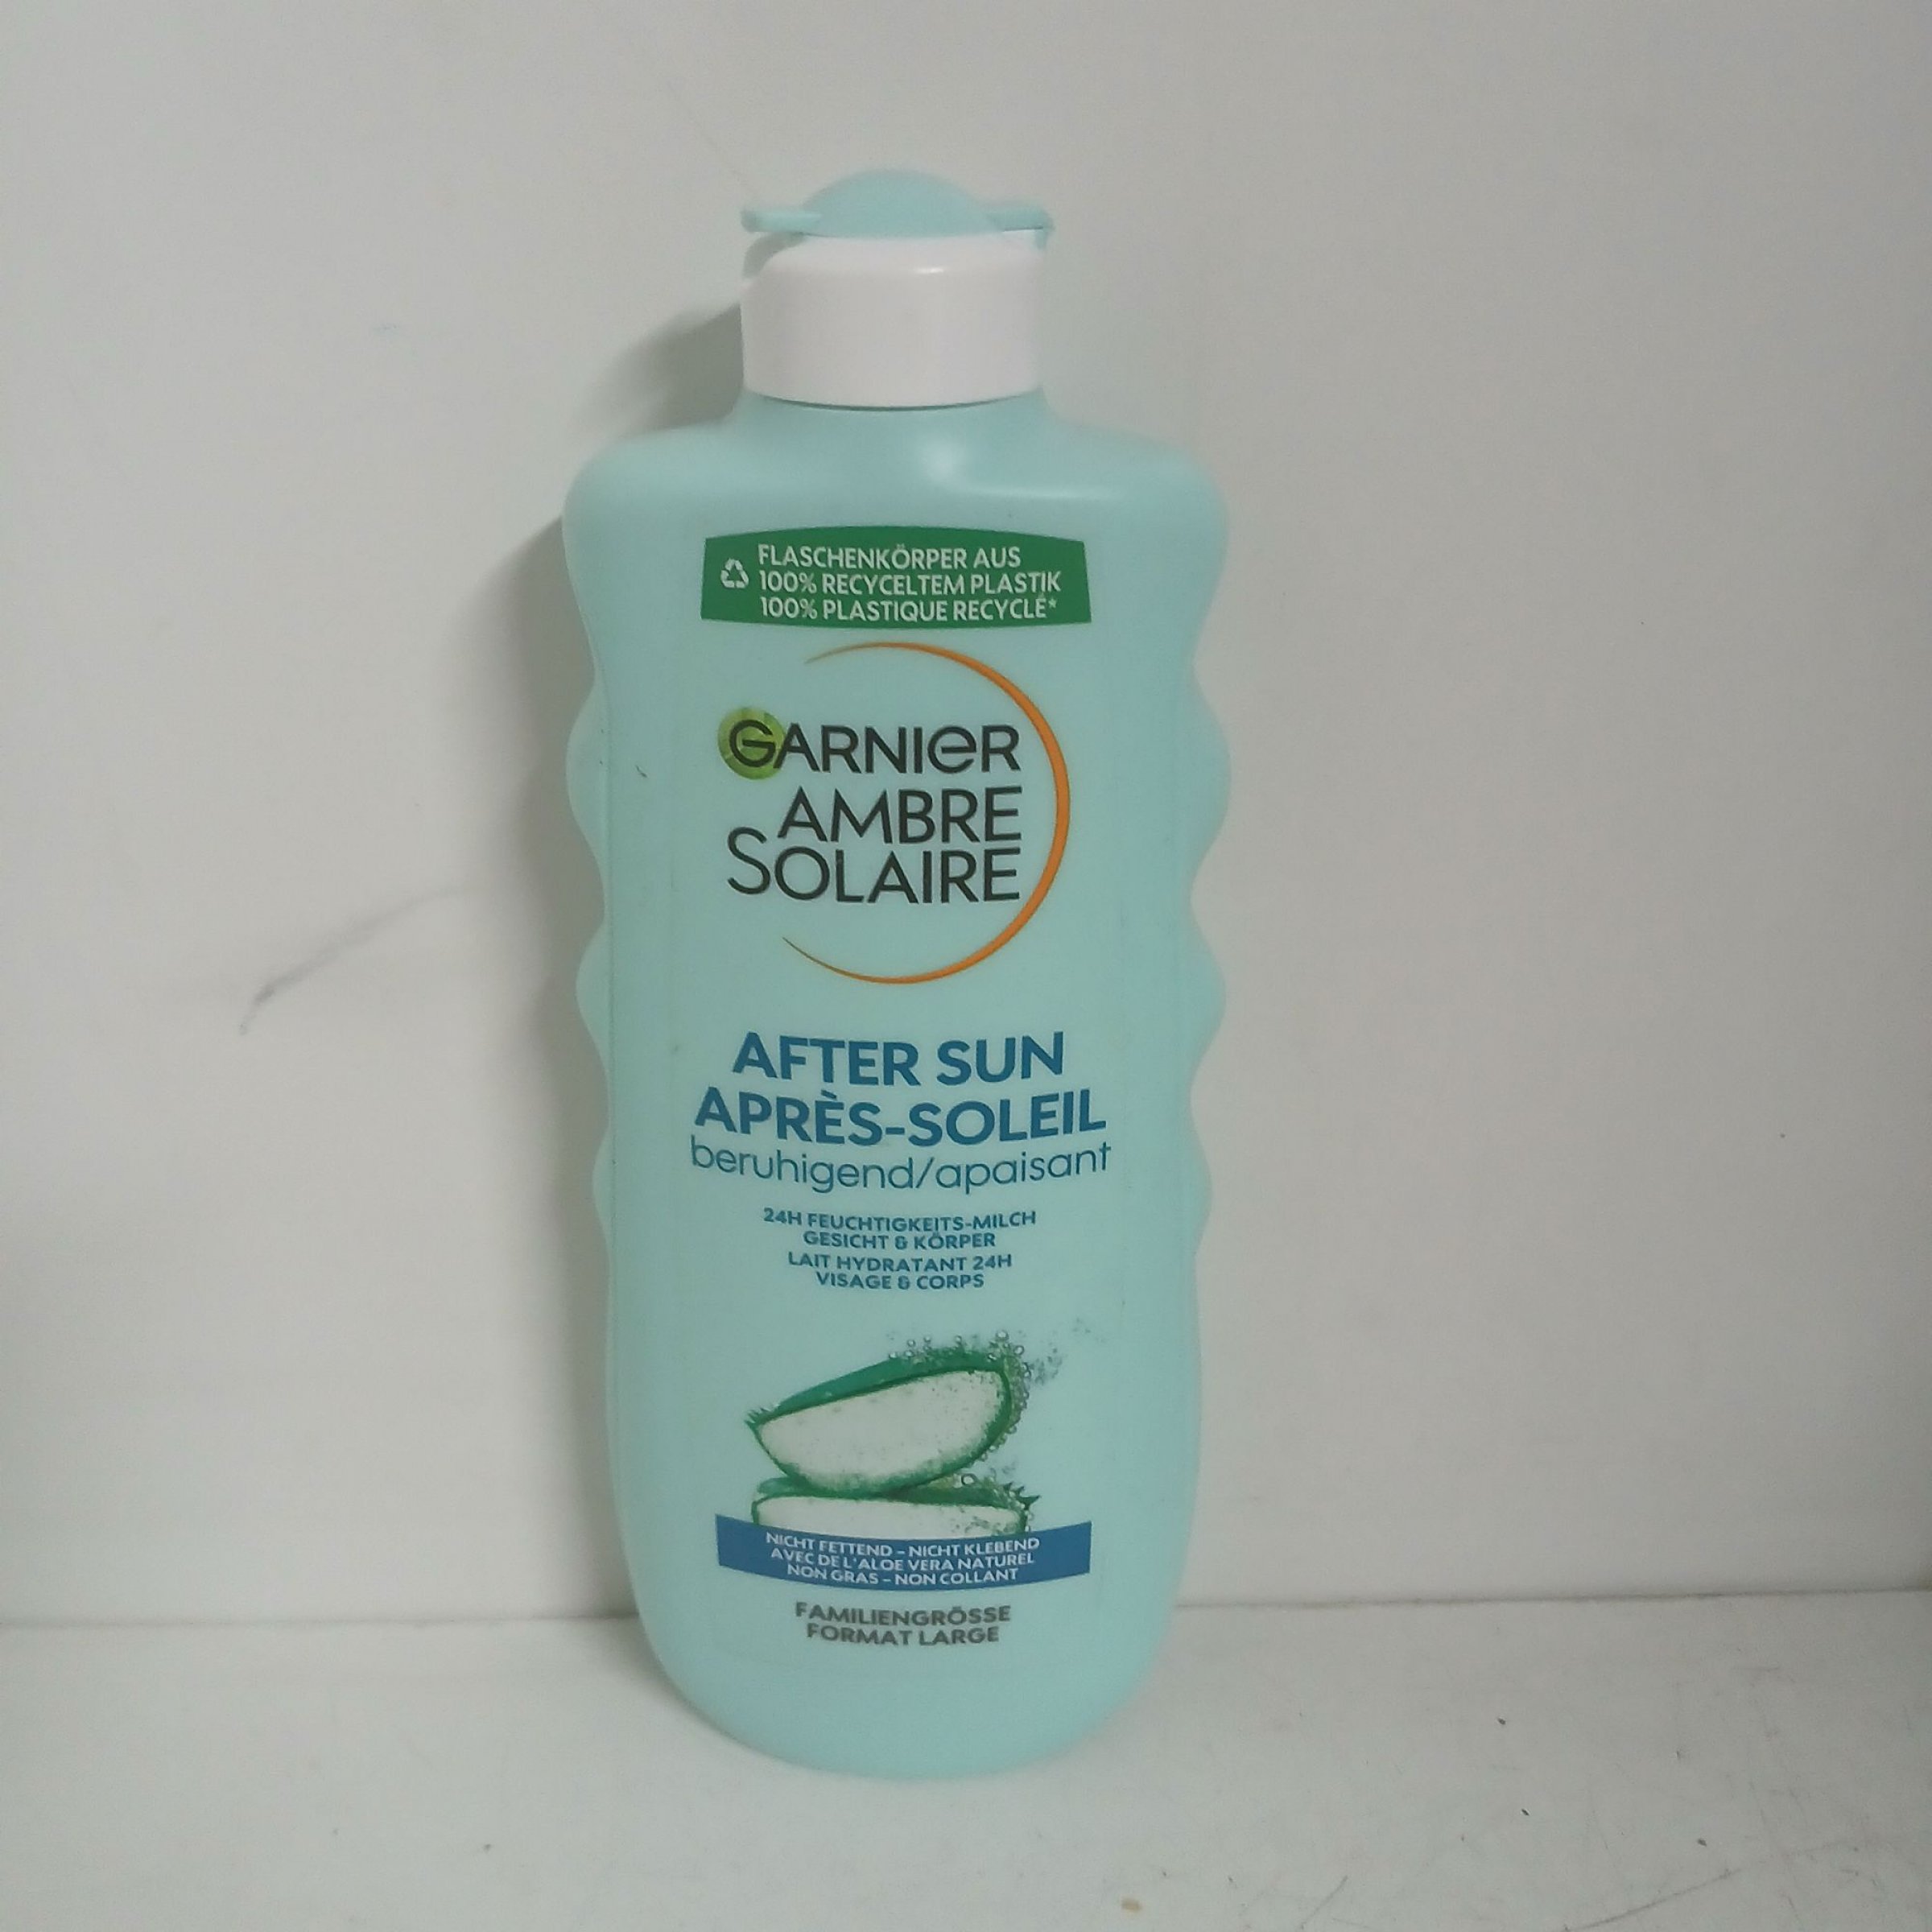 FLASCHENKÖRPER AUS
100% RECYCELTEM PLASTIK
100% PLASTIQUE RECYCLÉ*
GARNIER
AMBRE
SOLAIRE
AFTER SUN
APRÈS-SOLEIL
beruhigend/apaisant
24H FEUCHTIGKEITS-MILCH
GESICHT & KÖRPER
LAIT HYDRATANT 24H
VISAGE & CORPS
NICHT FETTEND – NICHT KLEBEND
AVEC DE L'ALOE VERA NATUREL
NON GRAS – NON COLLANT
FAMILIENGRÖSSE
FORMAT LARGE